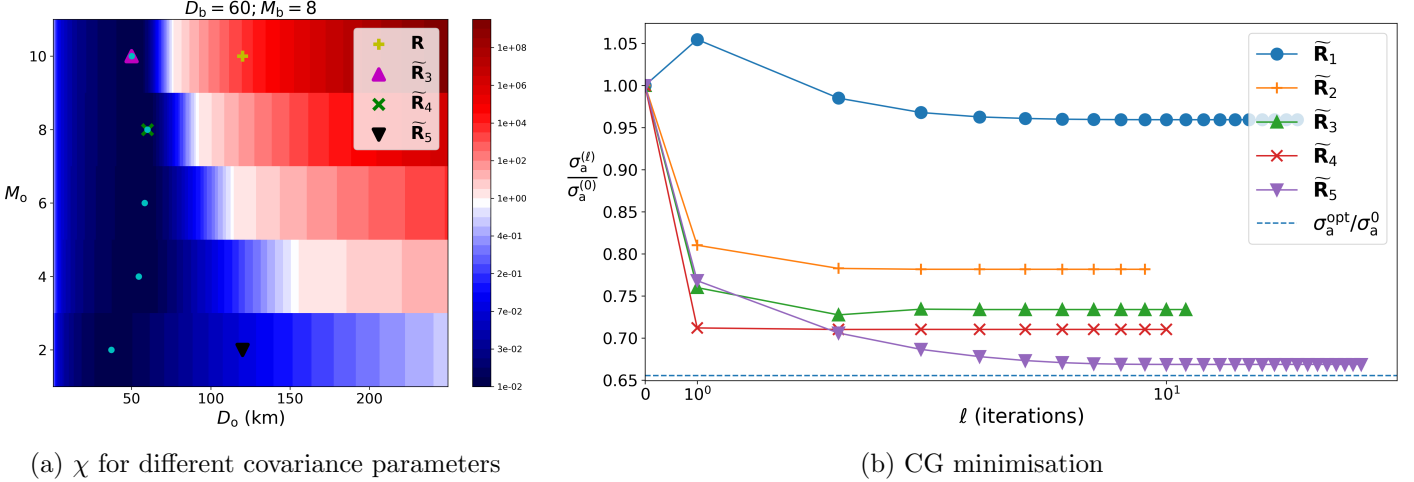 D_b = 60; M_b = 8
M_o
10
8
6
4
2
50
100
150
200
D_o (km)
R
R̃_3
R̃_4
R̃_5
1e+08
1e+06
1e+04
1e+02
1e+00
4e-01
2e-01
7e-02
3e-02
1e-02
(a) χ for different covariance parameters
σ_a^(ℓ) / σ_a^(0)
1.05
1.00
0.95
0.90
0.85
0.80
0.75
0.70
0.65
0
10^0
10^1
ℓ (iterations)
R̃_1
R̃_2
R̃_3
R̃_4
R̃_5
σ_a^opt/σ_a^0
(b) CG minimisation